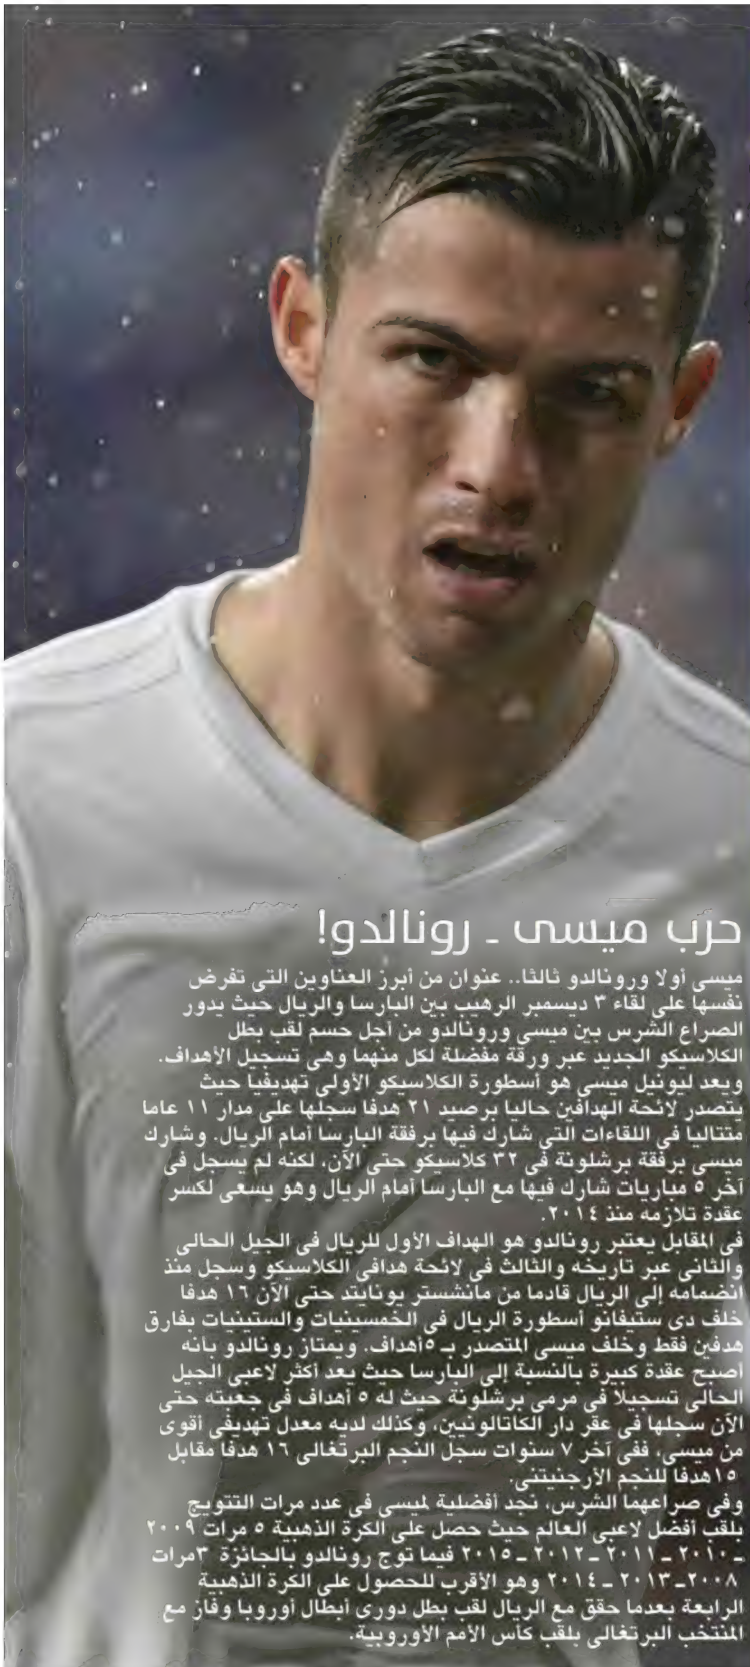 حرب ميسى - رونالدو!
ميسى أولا ورونالدو ثالثا.. عنوان من أبرز العناوين التى تفرض
نفسها على لقاء ٣ ديسمبر الرهيب بين البارسا والريال حيث يدور
الصراع الشرس بين ميسى ورونالدو من أجل حسم لقب بطل
الكلاسيكو الجديد عبر ورقة مفضلة لكل منهما وهى تسجيل الأهداف.
ويعد ليونيل ميسى هو أسطورة الكلاسيكو الأولى تهديفيا حيث
يتصدر لائحة الهدافين حاليا برصيد ٢١ هدفا سجلها على مدار ١١ عاما
متتاليا فى اللقاءات التى شارك فيها برفقة البارسا أمام الريال. وشارك
ميسى برفقة برشلونة فى ٣٢ كلاسيكو حتى الآن، لكنه لم يسجل فى
آخر ٥ مباريات شارك فيها مع البارسا أمام الريال وهو يسعى لكسر
عقدة تلازمه منذ ٢٠١٤.
فى المقابل يعتبر رونالدو هو الهداف الأول للريال فى الجيل الحالى
والثانى عبر تاريخه والثالث فى لائحة هدافى الكلاسيكو وسجل منذ
انضمامه إلى الريال قادما من مانشستر يونايتد حتى الآن ١٦ هدفا
خلف دى ستيفانو أسطورة الريال فى الخمسينيات والستينيات بفارق
هدفين فقط وخلف ميسى المتصدر بـ ٥أهداف. ويمتاز رونالدو بأنه
أصبح عقدة كبيرة بالنسبة إلى البارسا حيث يعد أكثر لاعبى الجيل
الحالى تسجيلا فى مرمى برشلونة حيث له ٥ أهداف فى جعبته حتى
الآن سجلها فى عقر دار الكاتالونيين، وكذلك لديه معدل تهديفى أقوى
من ميسى، ففى آخر ٧ سنوات سجل النجم البرتغالى ١٦ هدفا مقابل
١٥هدفا للنجم الأرجنيتنى.
وفى صراعهما الشرس، نجد أفضلية لميسى فى عدد مرات التتويج
بلقب أفضل لاعبى العالم حيث حصل على الكرة الذهبية ٥ مرات ٢٠٠٩
ـ ٢٠١٠ ـ ٢٠١١ ـ ٢٠١٢ ـ ٢٠١٥ فيما توج رونالدو بالجائزة ٣مرات
٢٠٠٨ـ ٢٠١٣ ـ ٢٠١٤ وهو الأقرب للحصول على الكرة الذهبية
الرابعة بعدما حقق مع الريال لقب بطل دورى أبطال أوروبا وفاز مع
المنتخب البرتغالى بلقب كأس الأمم الأوروبية.